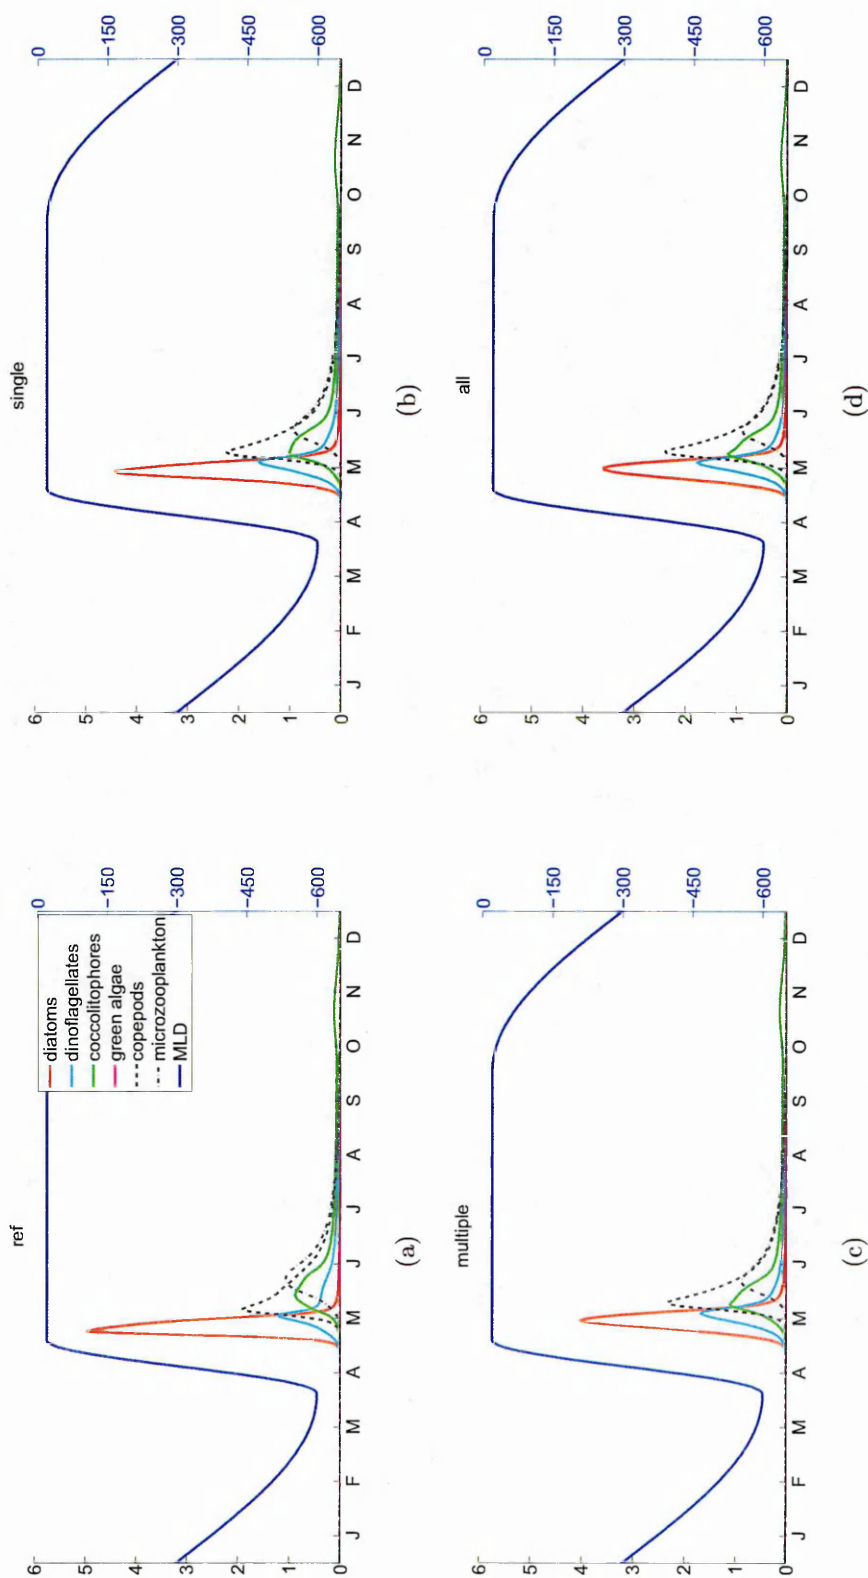 ref
6
5
4
3
2
1
0
0
−150
−300
−450
−600
J F M A M J J A S O N D
diatoms
dinoflagellates
coccolitophores
green algae
copepods
microzooplankton
MLD
(a)
single
6
5
4
3
2
1
0
0
−150
−300
−450
−600
J F M A M J J A S O N D
(b)
multiple
6
5
4
3
2
1
0
0
−150
−300
−450
−600
J F M A M J J A S O N D
(c)
all
6
5
4
3
2
1
0
0
−150
−300
−450
−600
J F M A M J J A S O N D
(d)